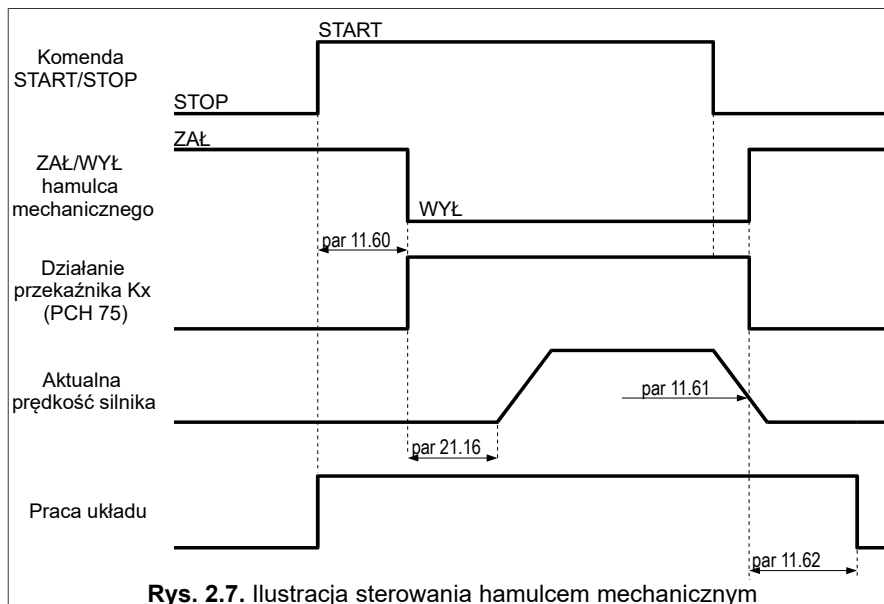 START
Komenda
START/STOP
STOP
ZAŁ
ZAŁ/WYŁ
hamulca
mechanicznego
WYŁ
par 11.60
Działanie
przekaźnika Kx
(PCH 75)
Aktualna
prędkość silnika
par 11.61
par 21.16
Praca układu
par 11.62
Rys. 2.7. Ilustracja sterowania hamulcem mechanicznym